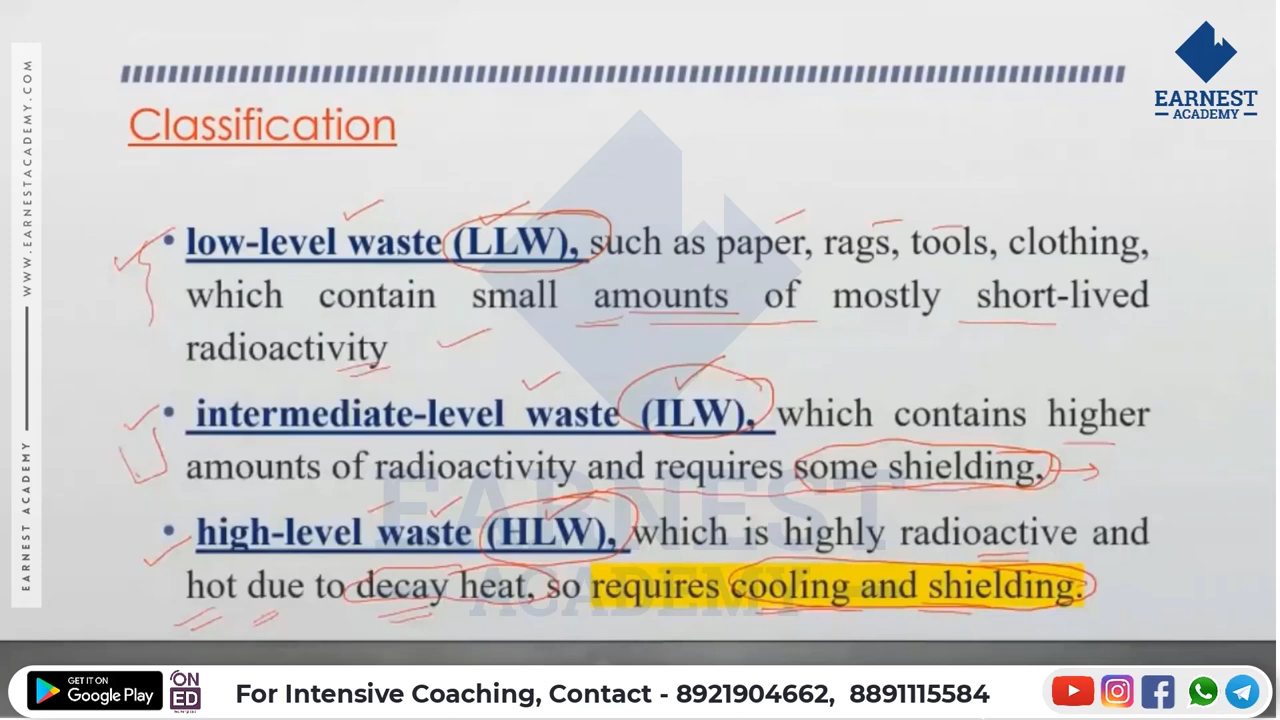 WWW.EARNESTACADEMY.COM
EARNEST ACADEMY
EARNEST
ACADEMY
Classification
• low-level waste (LLW), such as paper, rags, tools, clothing,
which contain small amounts of mostly short-lived
radioactivity
• intermediate-level waste (ILW), which contains higher
amounts of radioactivity and requires some shielding,
• high-level waste (HLW), which is highly radioactive and
hot due to decay heat, so requires cooling and shielding.
EARNEST
ACADEMY
GET IT ON
Google Play
ON
ED
For Intensive Coaching, Contact - 8921904662, 8891115584